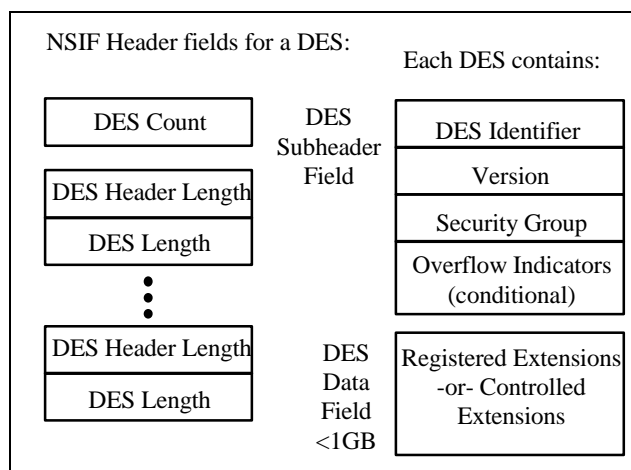 NSIF Header fields for a DES:
DES Count
DES Header Length
DES Length
DES Header Length
DES Length
Each DES contains:
DES
Subheader
Field
DES Identifier
Version
Security Group
Overflow Indicators
(conditional)
DES
Data
Field
<1GB
Registered Extensions
-or- Controlled
Extensions